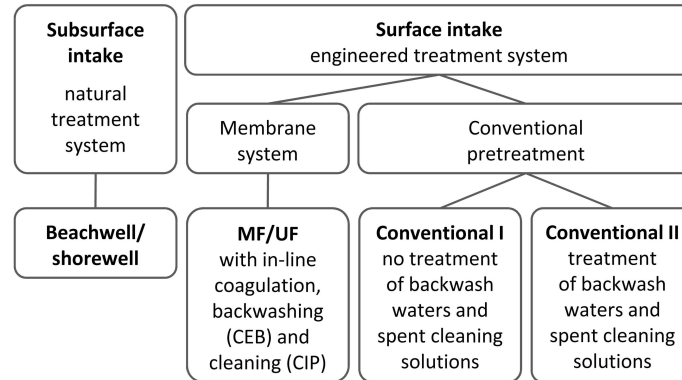 Subsurface
intake
natural
treatment
system
Surface intake
engineered treatment system
Membrane
system
Conventional
pretreatment
Beachwell/
shorewell
MF/UF
with in-line
coagulation,
backwashing
(CEB) and
cleaning (CIP)
Conventional I
no treatment
of backwash
waters and
spent cleaning
solutions
Conventional II
treatment
of backwash
waters and
spent cleaning
solutions